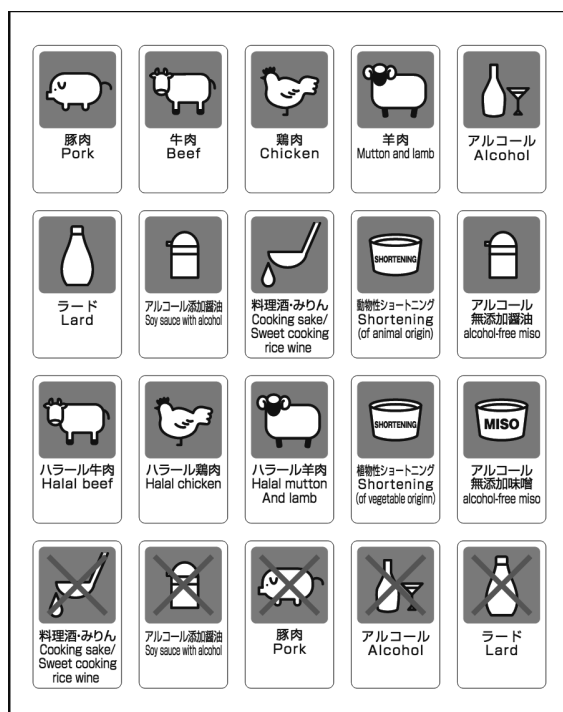 豚肉
Pork
牛肉
Beef
鶏肉
Chicken
羊肉
Mutton and lamb
アルコール
Alcohol
ラード
Lard
アルコール添加醤油
Soy sauce with alcohol
料理酒・みりん
Cooking sake/
Sweet cooking
rice wine
SHORTENING
動物性ショートニング
Shortening
(of animal origin)
アルコール
無添加醤油
alcohol-free miso
ハラール牛肉
Halal beef
ハラール鶏肉
Halal chicken
ハラール羊肉
Halal mutton
And lamb
SHORTENING
植物性ショートニング
Shortening
(of vegetable originn)
MISO
アルコール
無添加味噌
alcohol-free miso
料理酒・みりん
Cooking sake/
Sweet cooking
rice wine
アルコール添加醤油
Soy sauce with alcohol
豚肉
Pork
アルコール
Alcohol
ラード
Lard